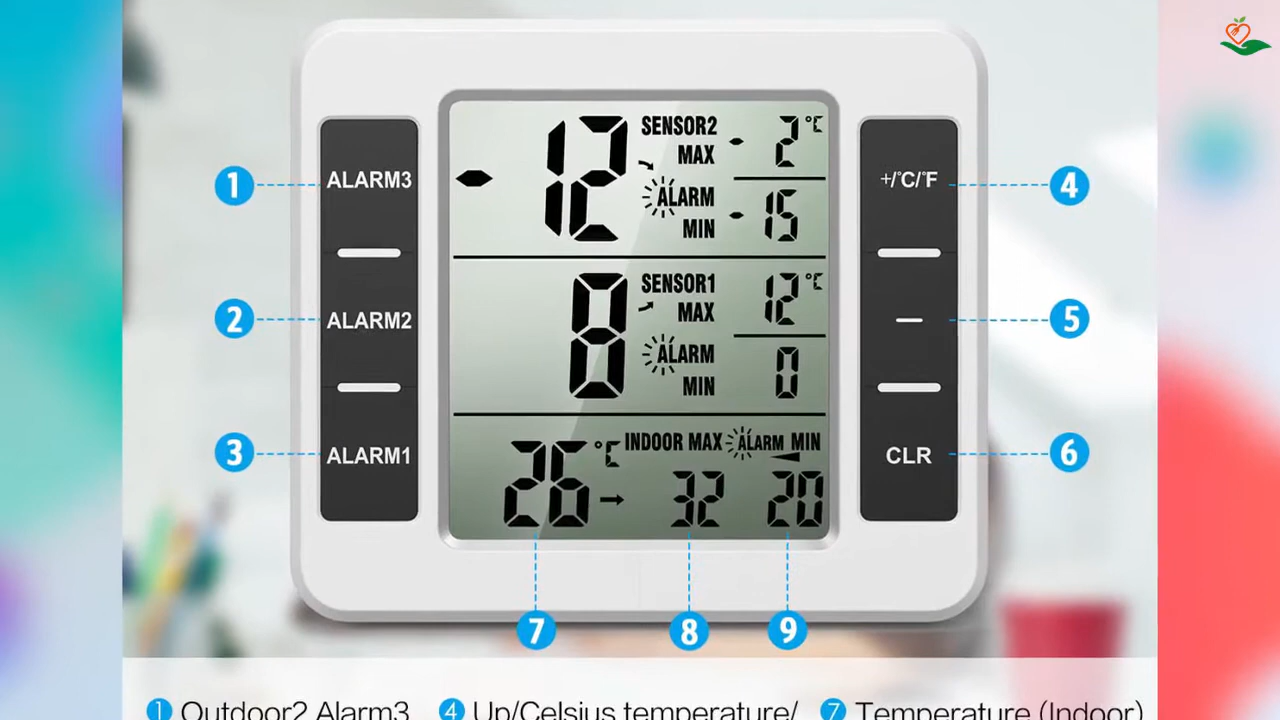 SENSOR2
-12
MAX
-2°C
ALARM
MIN
-15
ALARM3
+/°C/°F
SENSOR1
8
MAX
12°C
ALARM
MIN
0
ALARM2
−
INDOOR MAX ALARM MIN
26°C
32
20
ALARM1
CLR
1
2
3
4
5
6
7
8
9
1 Outdoor2 Alarm3
4 Up/Celsius temperature/
7 Temperature (Indoor)